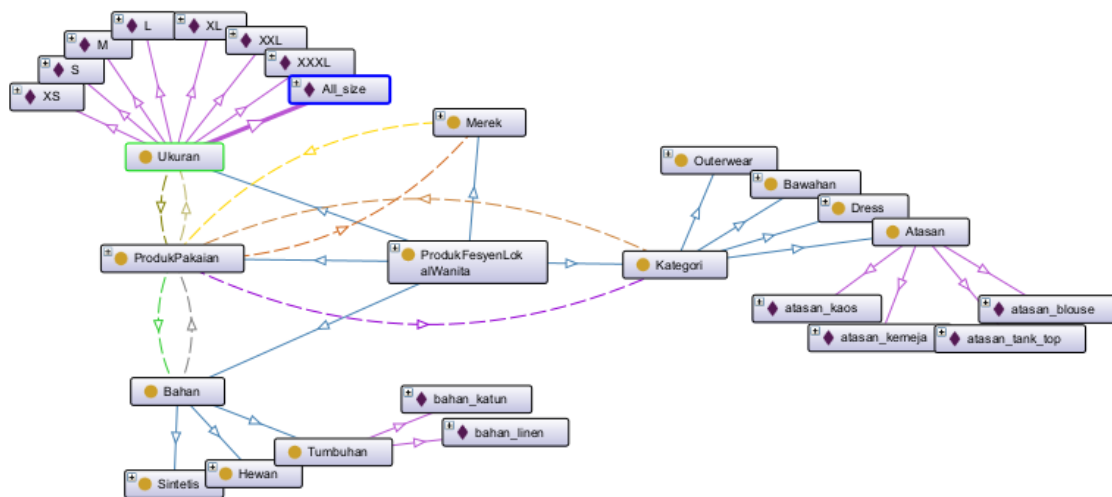 L
XL
M
XXL
S
XXXL
XS
All_size
Merek
Ukuran
Outerwear
Bawahan
Dress
Atasan
ProdukPakaian
ProdukFesyenLok
alWanita
Kategori
atasan_kaos
atasan_blouse
atasan_kemeja
atasan_tank_top
Bahan
bahan_katun
bahan_linen
Tumbuhan
Hewan
Sintetis